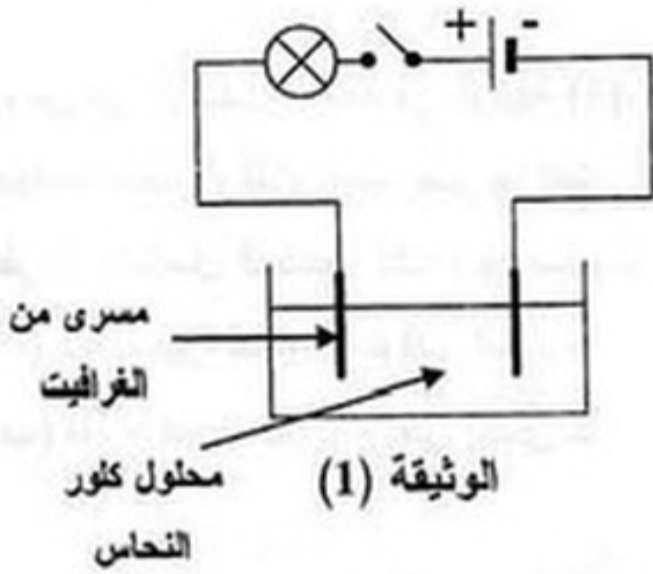 + -
مسرى من
الغرافيت
محلول كلور
النحاس
الوثيقة (1)